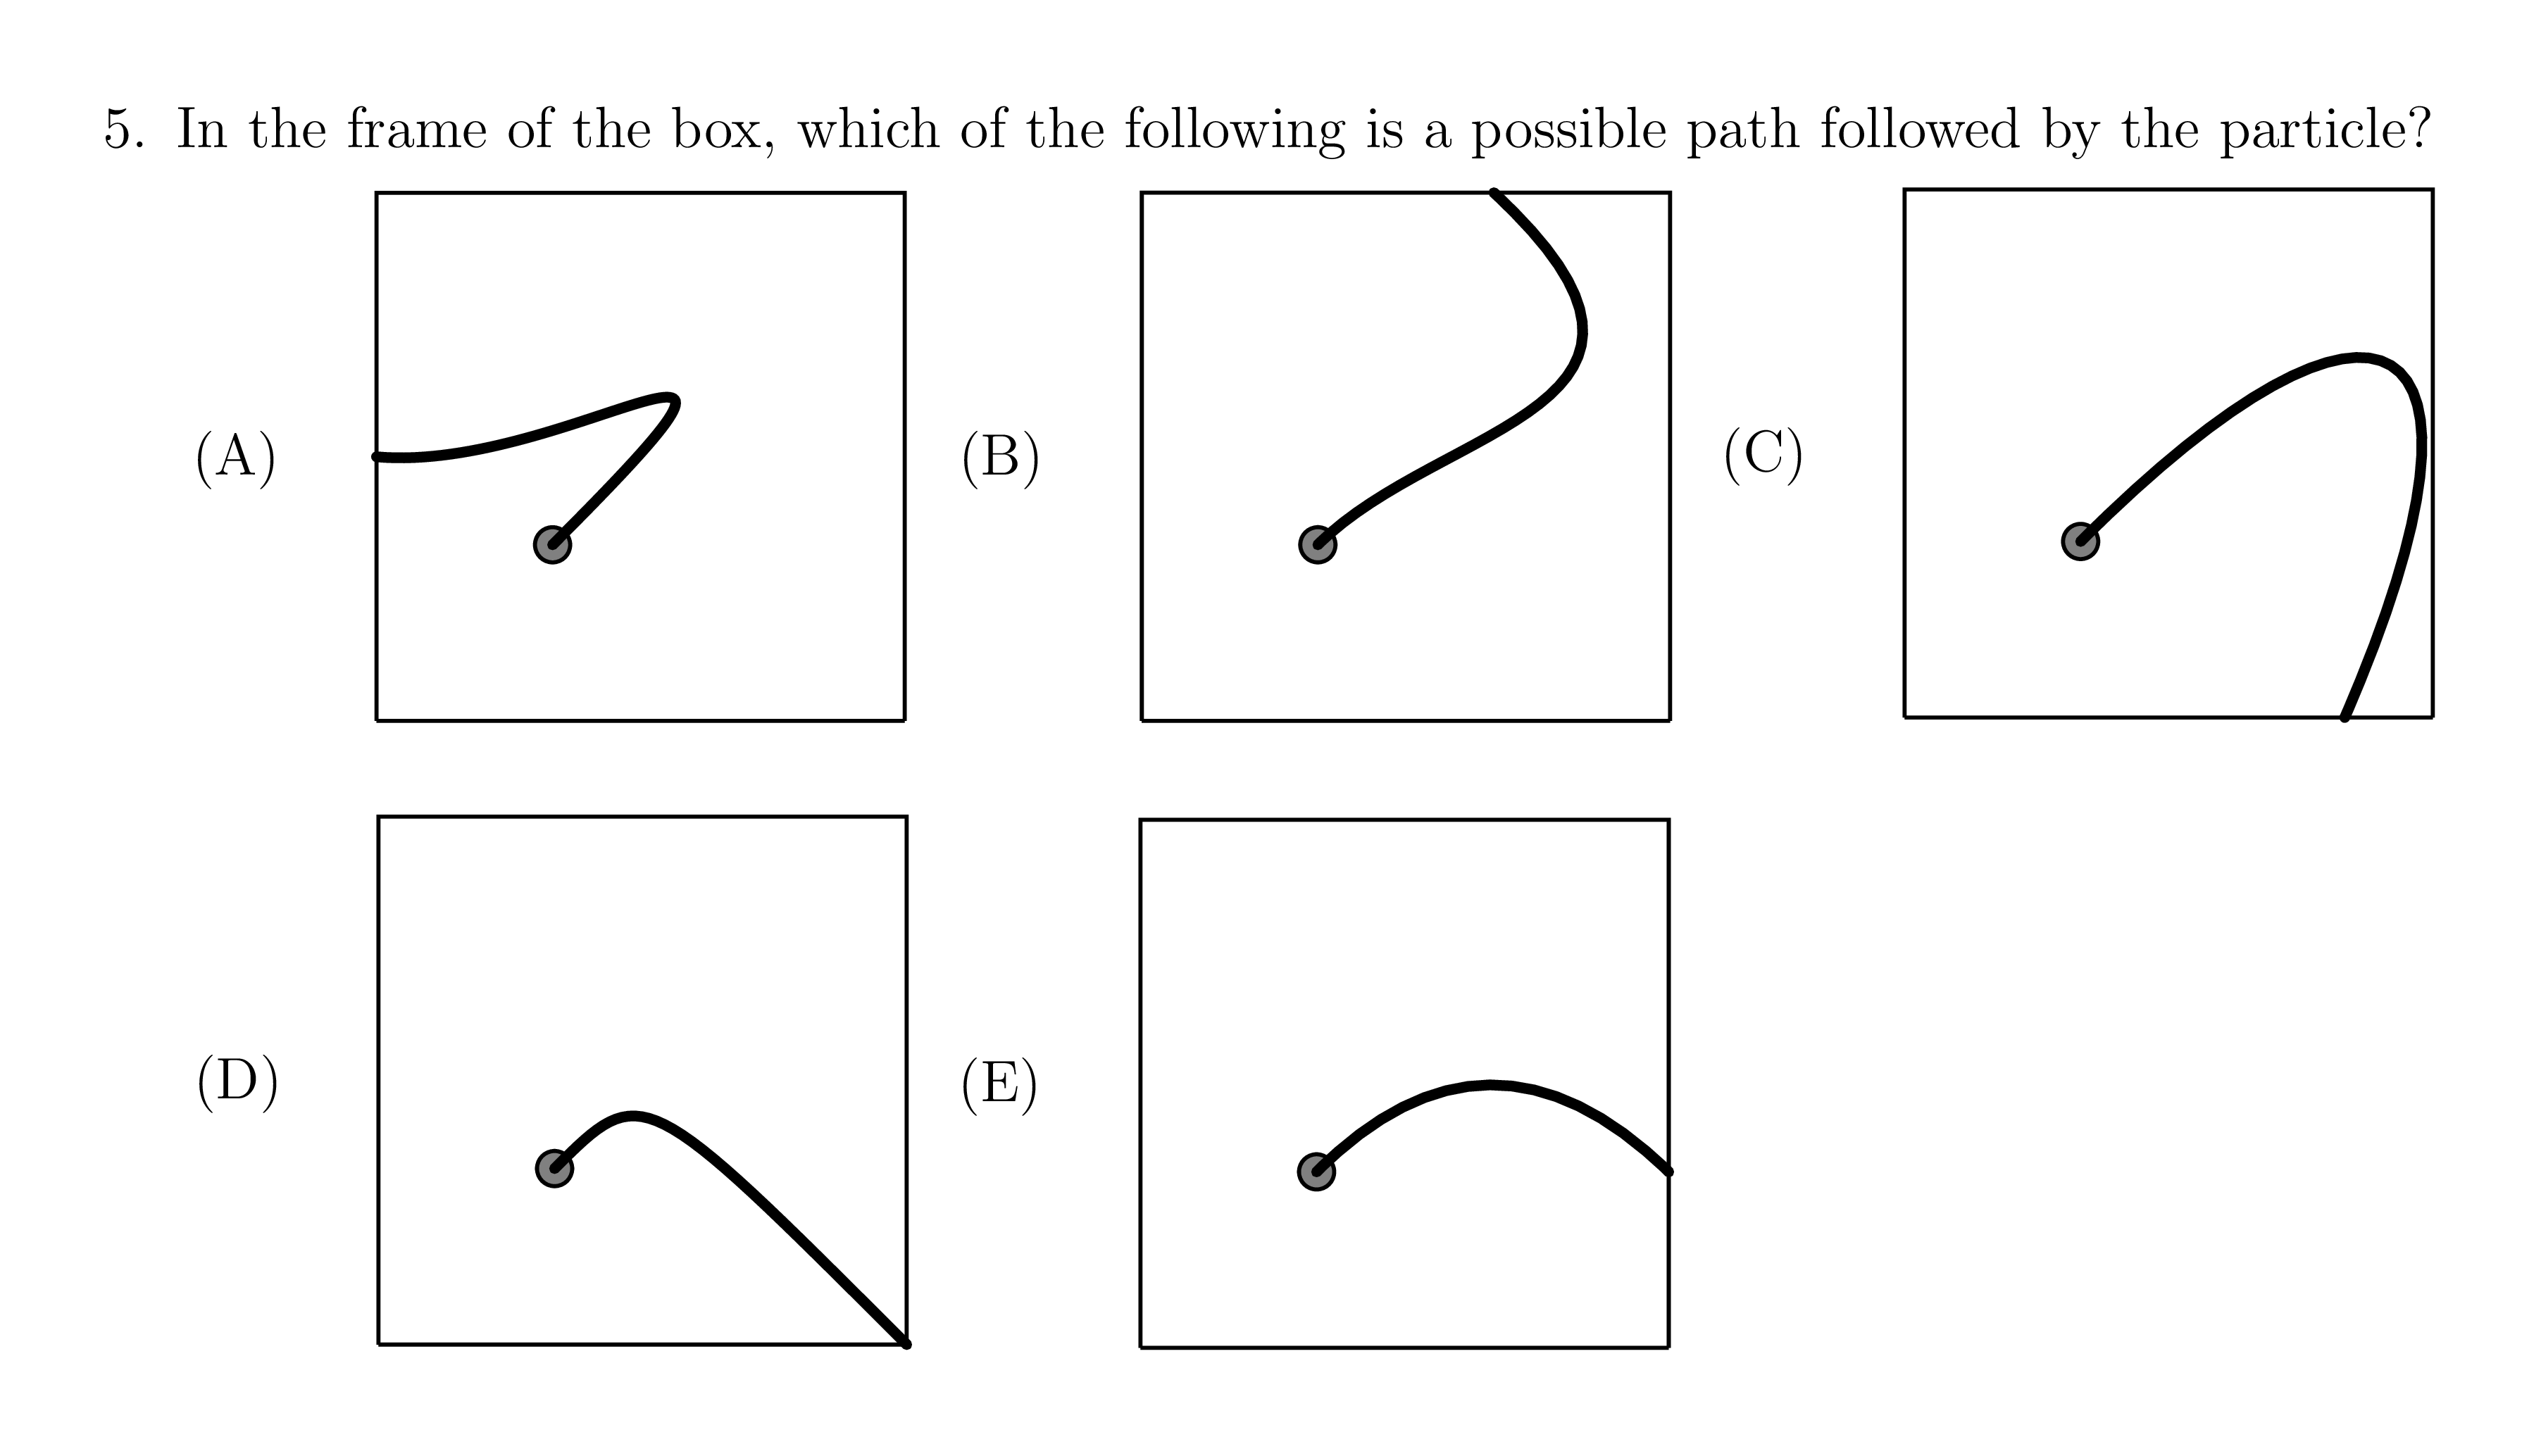 5. In the frame of the box, which of the following is a possible path followed by the particle?
(A)
(B)
(C)
(D)
(E)